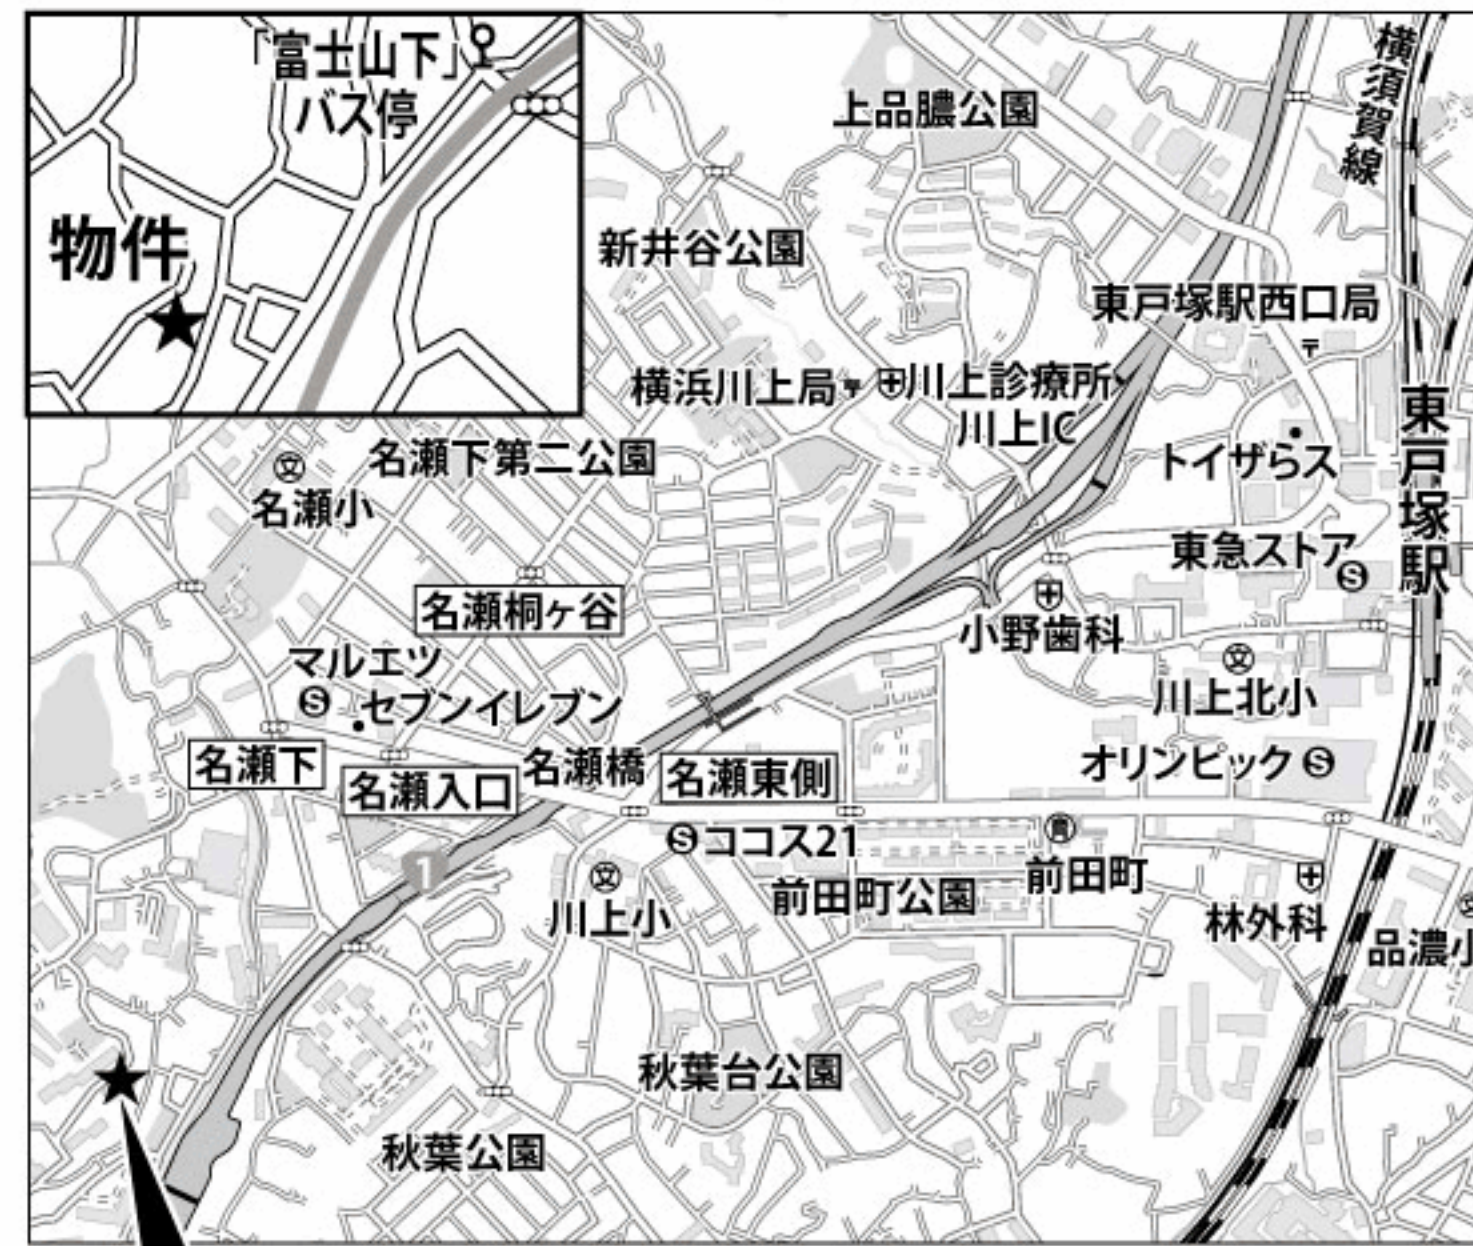 「富士山下」
バス停
物件
横須賀線
上品濃公園
新井谷公園
東戸塚駅西口局
〒
横浜川上局〒
川上診療所
川上IC
東戸塚駅
トイザらス
名瀬下第二公園
文
名瀬小
東急ストア
S
名瀬桐ヶ谷
小野歯科
マルエツ
S
セブンイレブン
文
川上北小
名瀬下
名瀬入口
名瀬橋
名瀬東側
オリンピックS
1
Sココス21
文
川上小
前田町公園
前田町
林外科
品濃小
秋葉台公園
秋葉公園